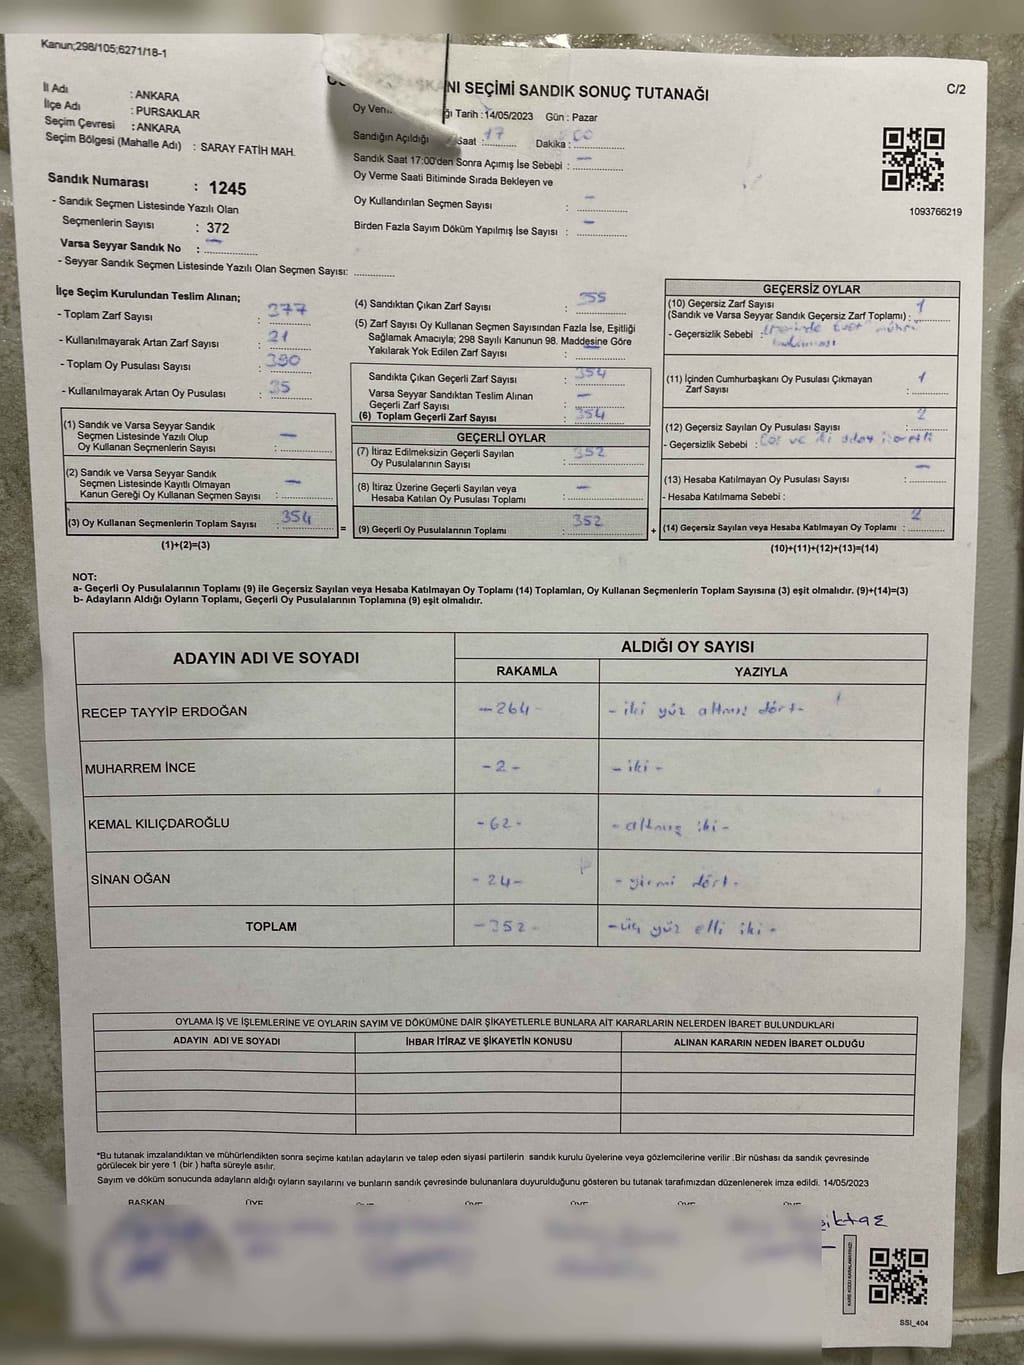 Kanun;298/105;6271/18-1
NI SEÇİMİ SANDIK SONUÇ TUTANAĞI
C/2
İl Adı : ANKARA
İlçe Adı : PURSAKLAR
Seçim Çevresi : ANKARA
Seçim Bölgesi (Mahalle Adı) : SARAY FATİH MAH.
Sandık Numarası : 1245
- Sandık Seçmen Listesinde Yazılı Olan
Seçmenlerin Sayısı : 372
Varsa Seyyar Sandık No : -
- Seyyar Sandık Seçmen Listesinde Yazılı Olan Seçmen Sayısı:
Oy Ver Tarih : 14/05/2023 Gün : Pazar
Sandığın Açıldığı Saat : 17 Dakika : 00
Sandık Saat 17:00'den Sonra Açımış İse Sebebi : -
Oy Verme Saati Bitiminde Sırada Bekleyen ve
Oy Kullandırılan Seçmen Sayısı : -
Birden Fazla Sayım Döküm Yapılmış İse Sayısı : -
1093766219
İlçe Seçim Kurulundan Teslim Alınan;
- Toplam Zarf Sayısı : 377
- Kullanılmayarak Artan Zarf Sayısı : 21
- Toplam Oy Pusulası Sayısı : 390
- Kullanılmayarak Artan Oy Pusulası : 35
(1) Sandık ve Varsa Seyyar Sandık
Seçmen Listesinde Yazılı Olup
Oy Kullanan Seçmenlerin Sayısı : -
(2) Sandık ve Varsa Seyyar Sandık
Seçmen Listesinde Kayıtlı Olmayan
Kanun Gereği Oy Kullanan Seçmen Sayısı : -
(3) Oy Kullanan Seçmenlerin Toplam Sayısı : 354
(1)+(2)=(3)
(4) Sandıktan Çıkan Zarf Sayısı : 355
(5) Zarf Sayısı Oy Kullanan Seçmen Sayısından Fazla İse, Eşitliği
Sağlamak Amacıyla; 298 Sayılı Kanunun 98. Maddesine Göre
Yakılarak Yok Edilen Zarf Sayısı : -
Sandıkta Çıkan Geçerli Zarf Sayısı : 354
Varsa Seyyar Sandıktan Teslim Alınan
Geçerli Zarf Sayısı : -
(6) Toplam Geçerli Zarf Sayısı : 354
GEÇERLİ OYLAR
(7) İtiraz Edilmeksizin Geçerli Sayılan
Oy Pusulalarının Sayısı : 352
(8) İtiraz Üzerine Geçerli Sayılan veya
Hesaba Katılan Oy Pusulası Toplamı : -
= (9) Geçerli Oy Pusulalarının Toplamı : 352
GEÇERSİZ OYLAR
(10) Geçersiz Zarf Sayısı
(Sandık ve Varsa Seyyar Sandık Geçersiz Zarf Toplamı) : 1
- Geçersizlik Sebebi : Üzerinde evet mührü
(11) İçinden Cumhurbaşkanı Oy Pusulası Çıkmayan
Zarf Sayısı : 1
(12) Geçersiz Sayılan Oy Pusulası Sayısı : 2
- Geçersizlik Sebebi : ve iki aday
(13) Hesaba Katılmayan Oy Pusulası Sayısı : -
- Hesaba Katılmama Sebebi :
+ (14) Geçersiz Sayılan veya Hesaba Katılmayan Oy Toplamı : 2
(10)+(11)+(12)+(13)=(14)
NOT:
a- Geçerli Oy Pusulalarının Toplamı (9) ile Geçersiz Sayılan veya Hesaba Katılmayan Oy Toplamı (14) Toplamları, Oy Kullanan Seçmenlerin Toplam Sayısına (3) eşit olmalıdır. (9)+(14)=(3)
b- Adayların Aldığı Oyların Toplamı, Geçerli Oy Pusulalarının Toplamına (9) eşit olmalıdır.
ADAYIN ADI VE SOYADI
ALDIĞI OY SAYISI
RAKAMLA YAZIYLA
RECEP TAYYİP ERDOĞAN -264- -iki yüz altmış dört-
MUHARREM İNCE -2- -iki-
KEMAL KILIÇDAROĞLU -62- -altmış iki-
SİNAN OĞAN -24- -yirmi dört-
TOPLAM -352- -üç yüz elli iki-
OYLAMA İŞ VE İŞLEMLERİNE VE OYLARIN SAYIM VE DÖKÜMÜNE DAİR ŞİKAYETLERLE BUNLARA AİT KARARLARIN NELERDEN İBARET BULUNDUKLARI
ADAYIN ADI VE SOYADI İHBAR İTİRAZ VE ŞİKAYETİN KONUSU ALINAN KARARIN NEDEN İBARET OLDUĞU
*Bu tutanak imzalandıktan ve mühürlendikten sonra seçime katılan adayların ve talep eden siyasi partilerin sandık kurulu üyelerine veya gözlemcilerine verilir .Bir nüshası da sandık çevresinde
görülecek bir yere 1 (bir ) hafta süreyle asılır.
Sayım ve döküm sonucunda adayların aldığı oyların sayılarını ve bunların sandık çevresinde bulunanlara duyurulduğunu gösteren bu tutanak tarafımızdan düzenlenerek imza edildi. 14/05/2023
BAŞKAN ÜYE ÜYE ÜYE ÜYE ÜYE
SSI_404